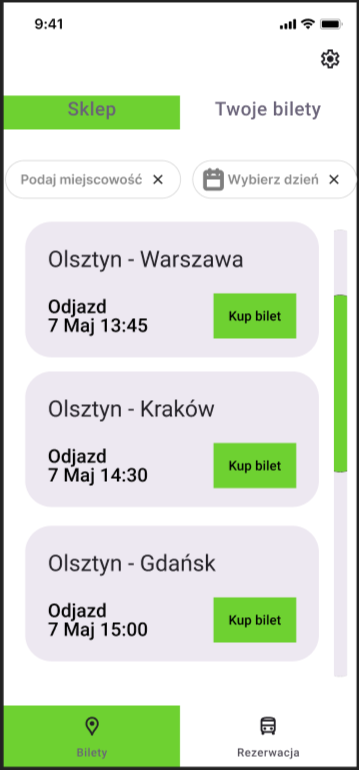 9:41
Sklep Twoje bilety
Podaj miejscowość Wybierz dzień
Olsztyn - Warszawa
Odjazd
7 Maj 13:45
Kup bilet
Olsztyn - Kraków
Odjazd
7 Maj 14:30
Kup bilet
Olsztyn - Gdańsk
Odjazd
7 Maj 15:00
Kup bilet
Bilety Rezerwacja